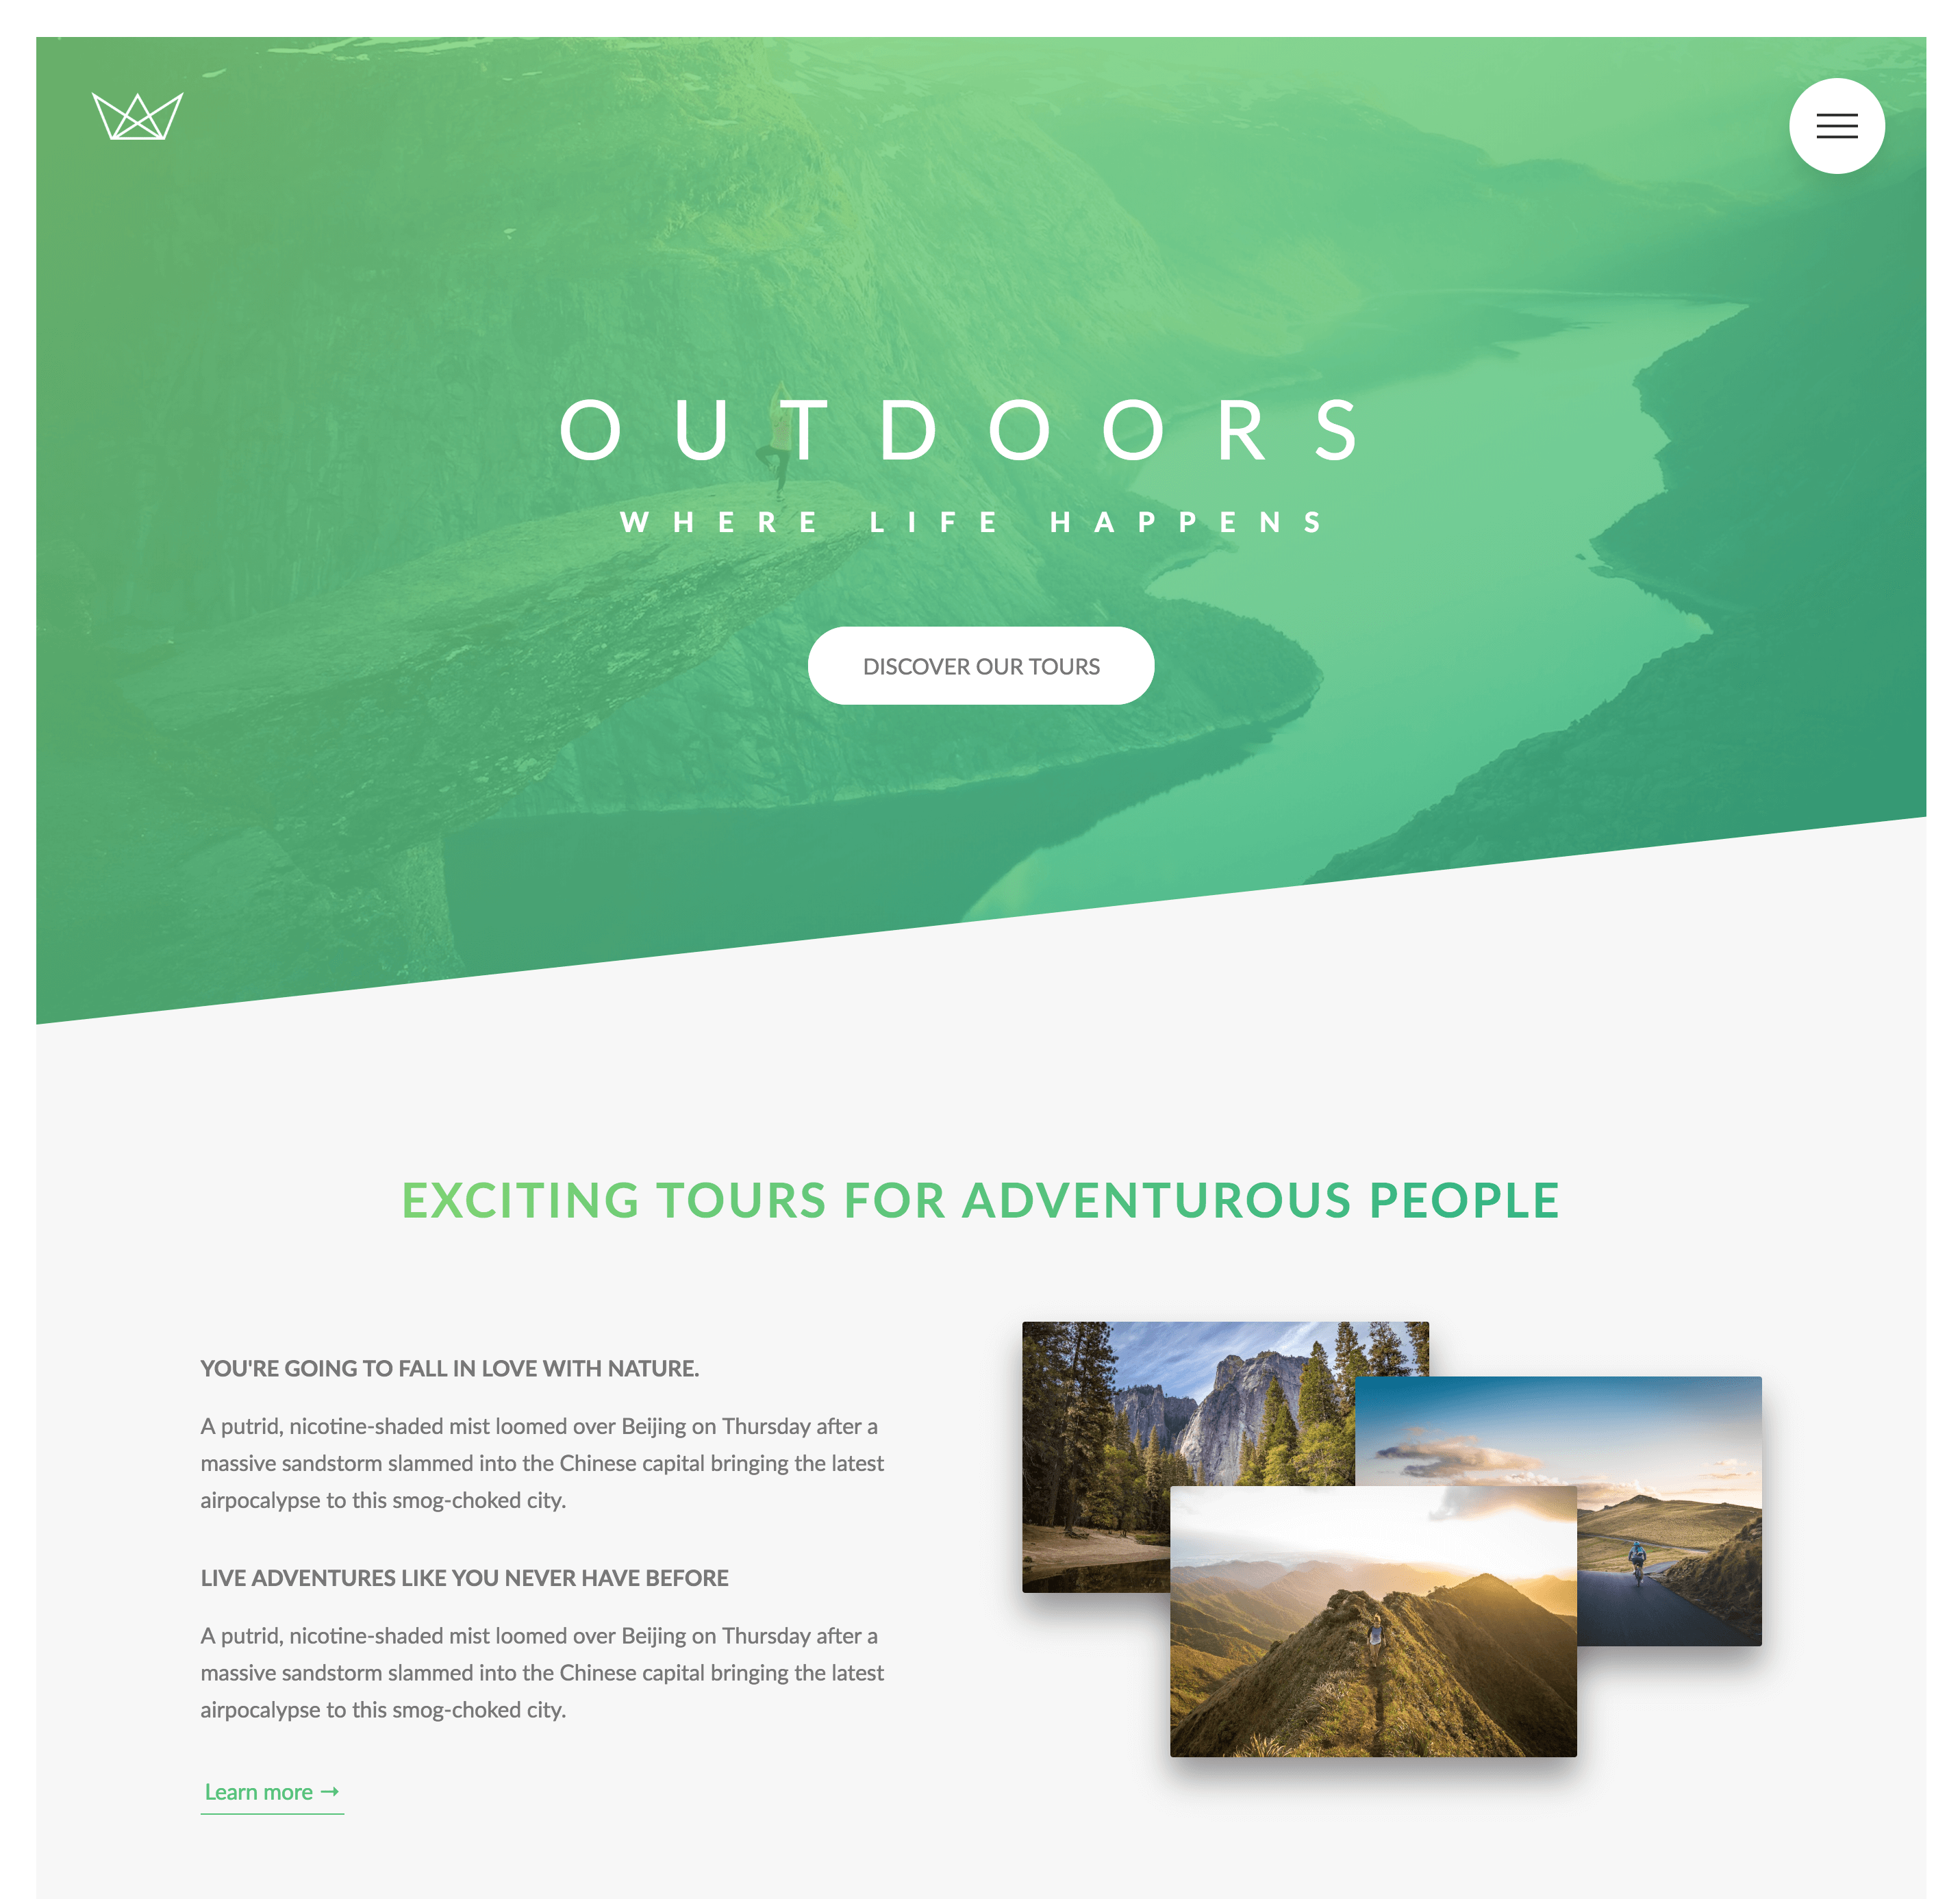 OUTDOORS
WHERE LIFE HAPPENS
DISCOVER OUR TOURS
EXCITING TOURS FOR ADVENTUROUS PEOPLE
YOU'RE GOING TO FALL IN LOVE WITH NATURE.
A putrid, nicotine-shaded mist loomed over Beijing on Thursday after a
massive sandstorm slammed into the Chinese capital bringing the latest
airpocalypse to this smog-choked city.
LIVE ADVENTURES LIKE YOU NEVER HAVE BEFORE
A putrid, nicotine-shaded mist loomed over Beijing on Thursday after a
massive sandstorm slammed into the Chinese capital bringing the latest
airpocalypse to this smog-choked city.
Learn more →